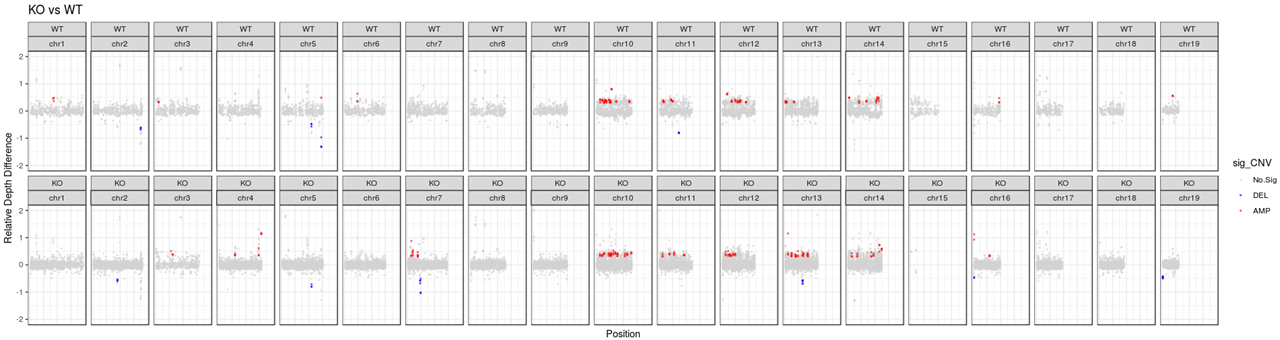 KO vs WT
WT WT WT WT WT WT WT WT WT WT WT WT WT WT WT WT WT WT WT
chr1 chr2 chr3 chr4 chr5 chr6 chr7 chr8 chr9 chr10 chr11 chr12 chr13 chr14 chr15 chr16 chr17 chr18 chr19
2
1
0
-1
-2
KO KO KO KO KO KO KO KO KO KO KO KO KO KO KO KO KO KO KO
chr1 chr2 chr3 chr4 chr5 chr6 chr7 chr8 chr9 chr10 chr11 chr12 chr13 chr14 chr15 chr16 chr17 chr18 chr19
2
1
0
-1
-2
Relative Depth Difference
Position
sig_CNV
No.Sig
DEL
AMP